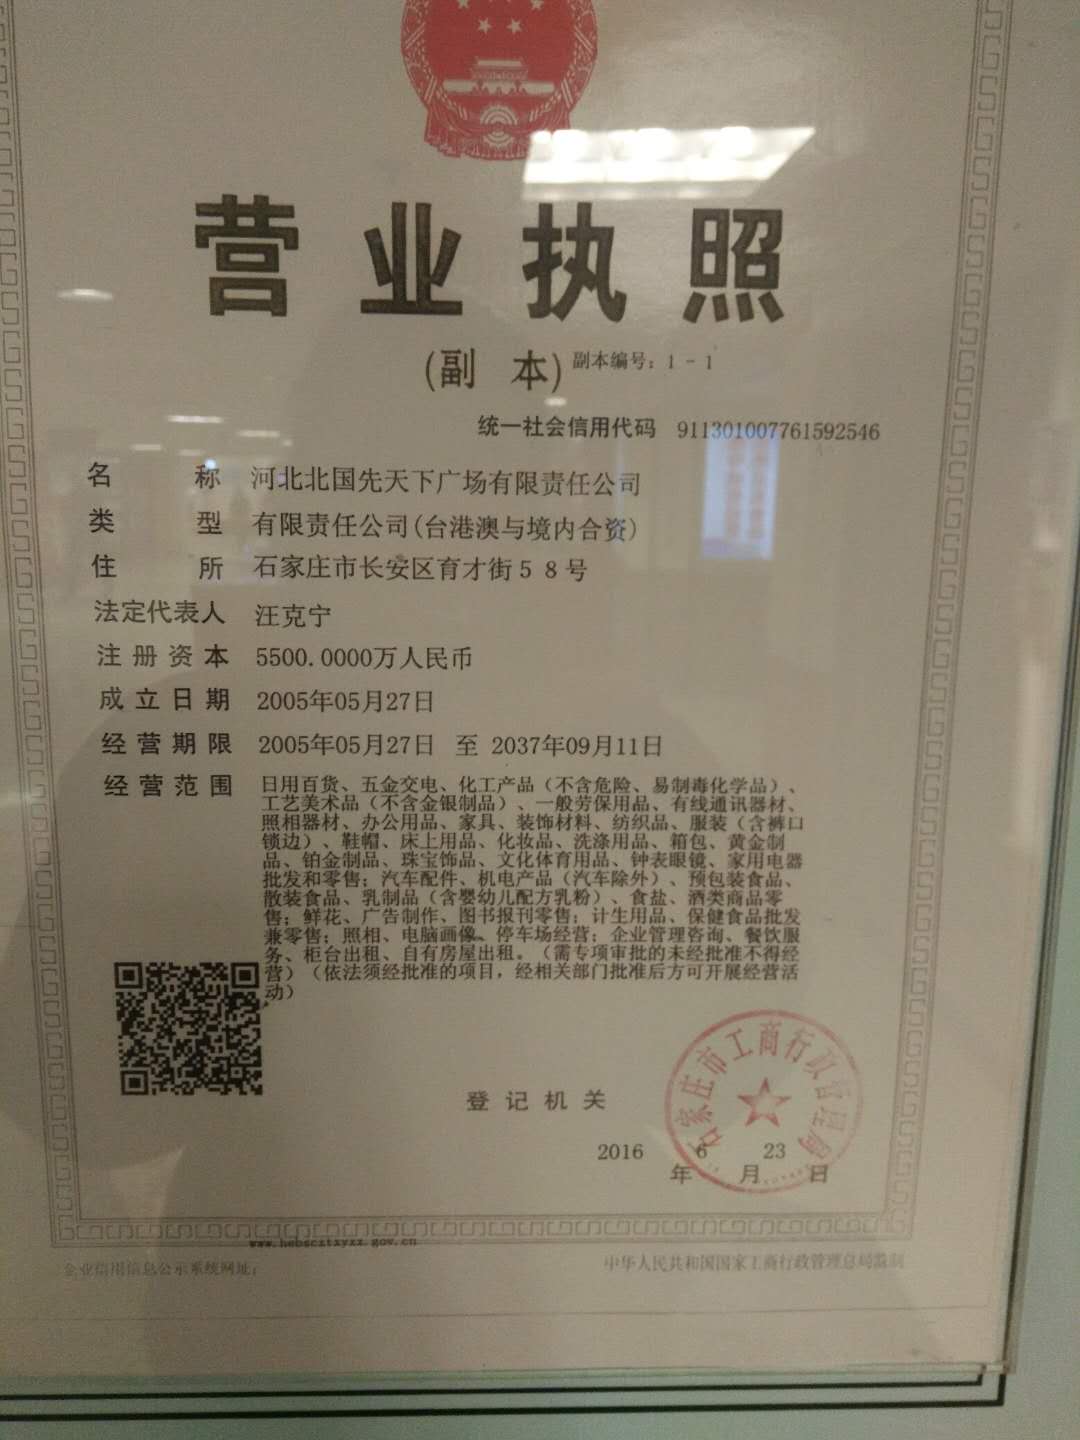 营业执照
(副 本) 副本编号：1－1
统一社会信用代码 911301007761592546
名称 河北北国先天下广场有限责任公司
类型 有限责任公司(台港澳与境内合资)
住所 石家庄市长安区育才街５８号
法定代表人 汪克宁
注册资本 5500.0000万人民币
成立日期 2005年05月27日
经营期限 2005年05月27日 至 2037年09月11日
经营范围 日用百货、五金交电、化工产品（不含危险、易制毒化学品）、
工艺美术品（不含金银制品）、一般劳保用品、有线通讯器材、
照相器材、办公用品、家具、装饰材料、纺织品、服装（含裤口
锁边）、鞋帽、床上用品、化妆品、洗涤用品、箱包、黄金制
品、铂金制品、珠宝饰品、文化体育用品、钟表眼镜、家用电器
批发和零售；汽车配件、机电产品（汽车除外）、预包装食品、
散装食品、乳制品（含婴幼儿配方乳粉）、食盐、酒类商品零
售；鲜花、广告制作、图书报刊零售；计生用品、保健食品批发
兼零售；照相、电脑画像、停车场经营；企业管理咨询、餐饮服
务、柜台出租、自有房屋出租。（需专项审批的未经批准不得经
营）（依法须经批准的项目，经相关部门批准后方可开展经营活
动）
石家庄市工商行政管理局
登记机关
2016年6月23日
www.hebscztxyxx.gov.cn
企业信用信息公示系统网址：
中华人民共和国国家工商行政管理总局监制